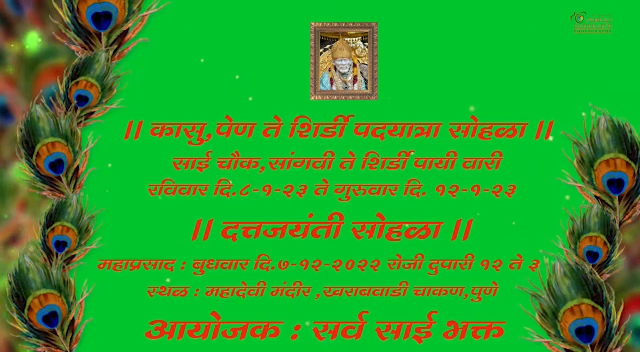 || कासु,पेण ते शिर्डी पदयात्रा सोहळा ||
साई चौक,सांगवी ते शिर्डी पायी वारी
रविवार दि.८-१-२३ ते गुरुवार दि. १२-१-२३
|| दत्तजयंती सोहळा ||
महाप्रसाद : बुधवार दि.७-१२-२०२२ रोजी दुपारी १२ ते ३
स्थळ : महादेवी मंदीर ,खराबवाडी चाकण,पुणे
आयोजक : सर्व साई भक्त